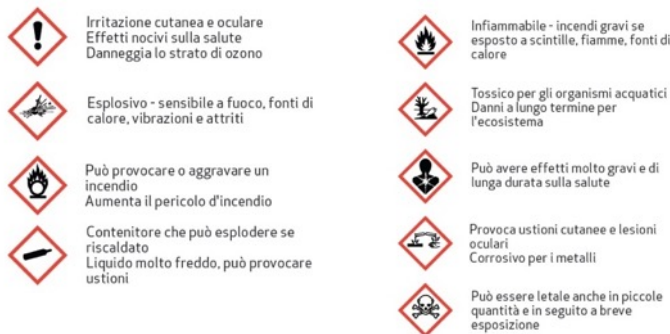 Irritazione cutanea e oculare
Effetti nocivi sulla salute
Danneggia lo strato di ozono
Esplosivo - sensibile a fuoco, fonti di
calore, vibrazioni e attriti
Può provocare o aggravare un
incendio
Aumenta il pericolo d'incendio
Contenitore che può esplodere se
riscaldato
Liquido molto freddo, può provocare
ustioni
Infiammabile - incendi gravi se
esposto a scintille, fiamme, fonti di
calore
Tossico per gli organismi acquatici
Danni a lungo termine per
l'ecosistema
Può avere effetti molto gravi e di
lunga durata sulla salute
Provoca ustioni cutanee e lesioni
oculari
Corrosivo per i metalli
Può essere letale anche in piccole
quantità e in seguito a breve
esposizione